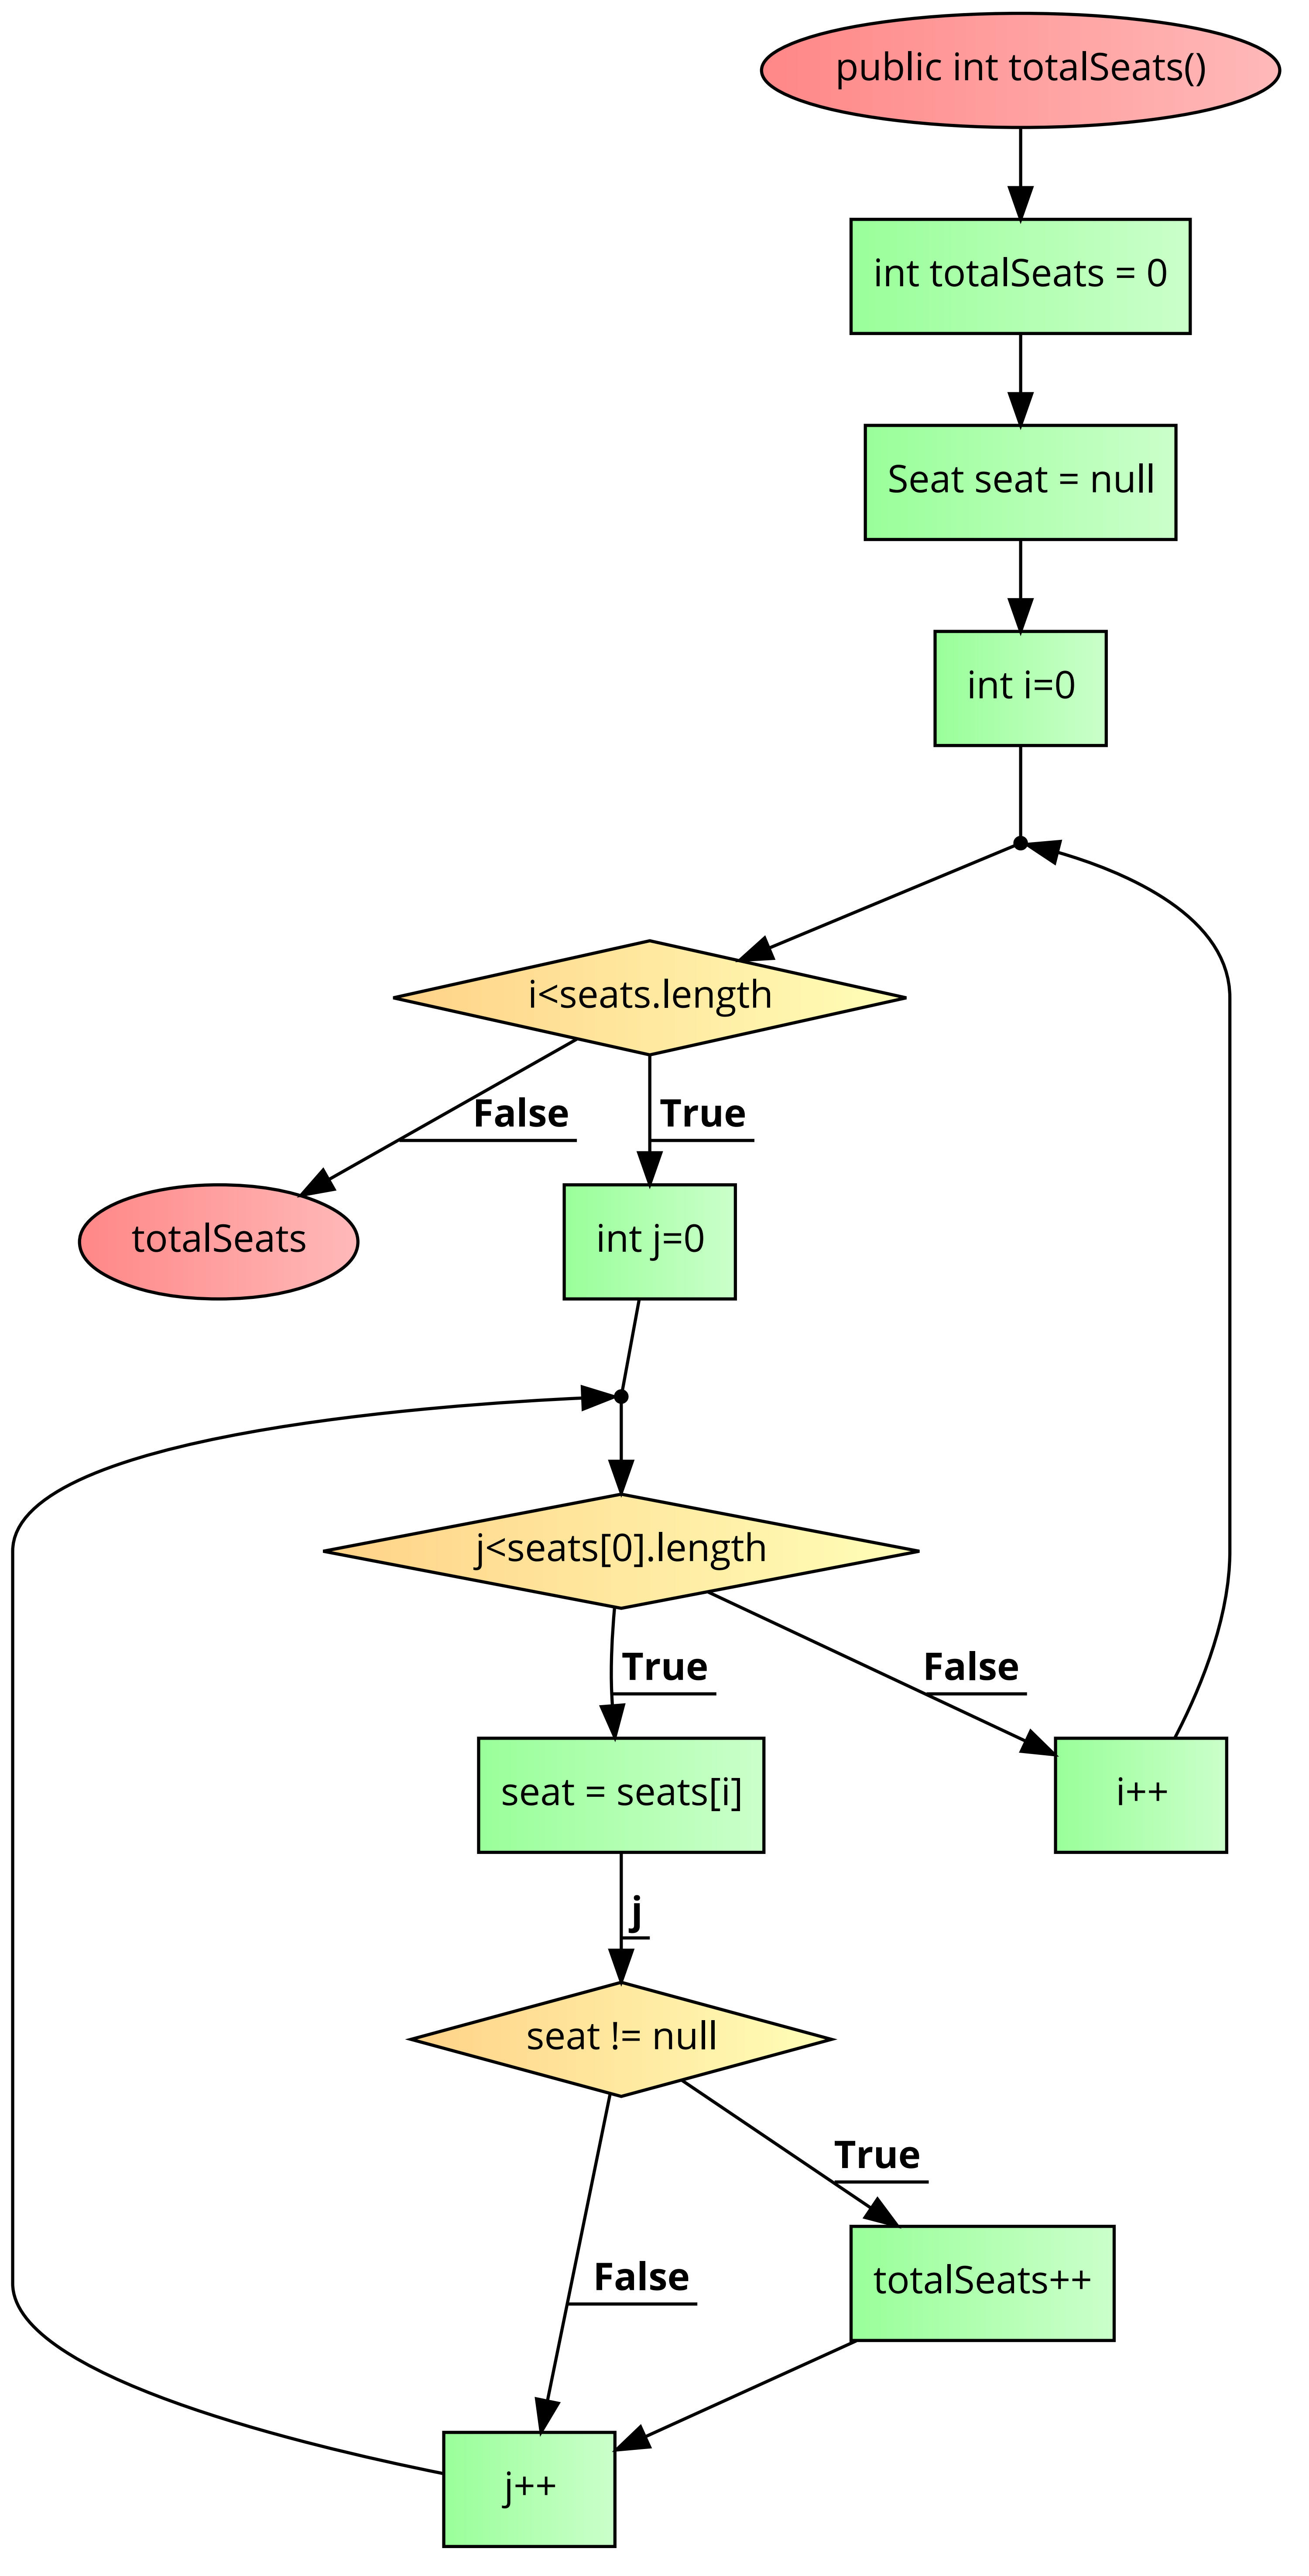 public int totalSeats()
int totalSeats = 0
Seat seat = null
int i=0
i<seats.length
False
True
totalSeats
int j=0
j<seats[0].length
True
False
seat = seats[i]
i++
j
seat != null
True
False
totalSeats++
j++